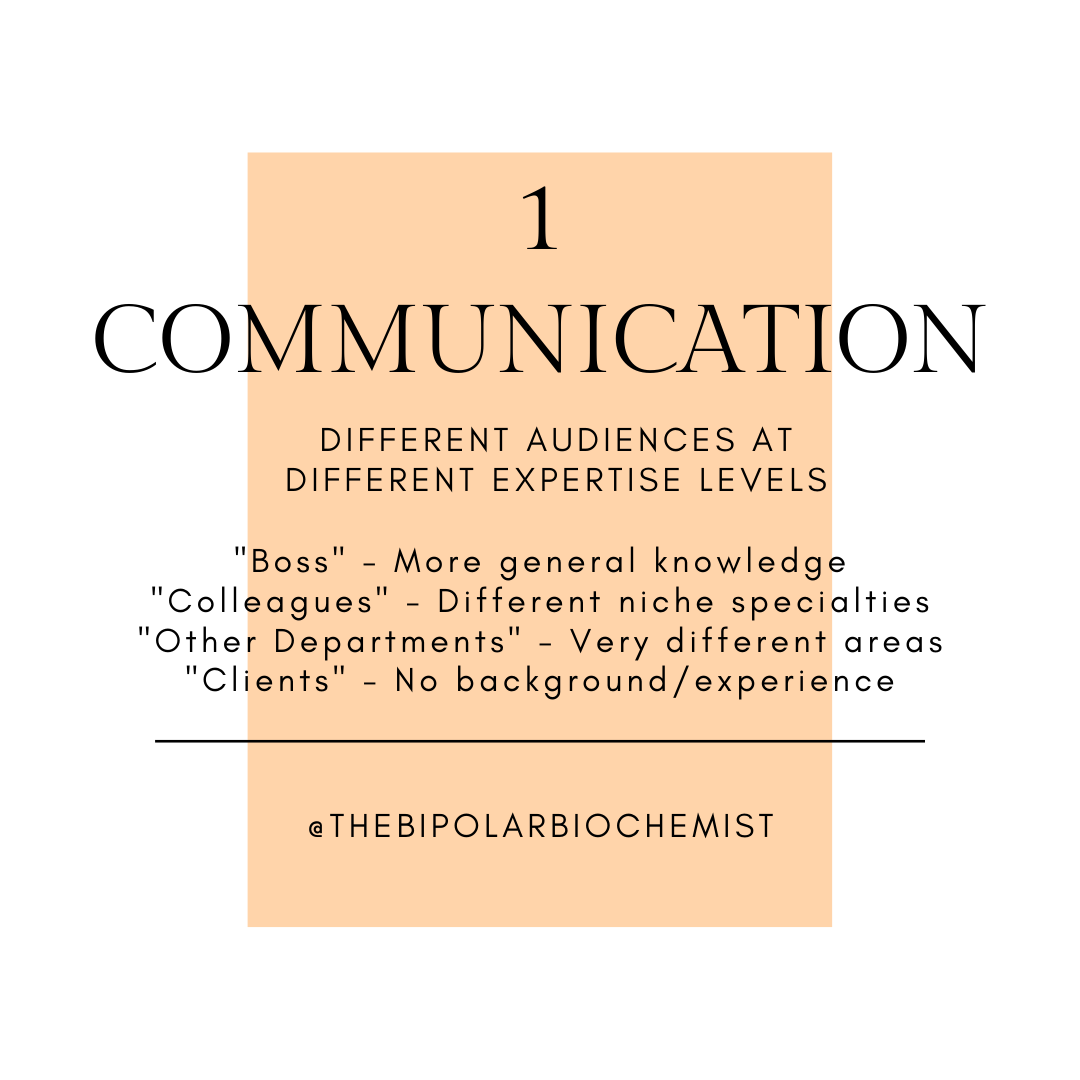 1
COMMUNICATION
DIFFERENT AUDIENCES AT
DIFFERENT EXPERTISE LEVELS
"Boss" - More general knowledge
"Colleagues" - Different niche specialties
"Other Departments" - Very different areas
"Clients" - No background/experience
@THEBIPOLARBIOCHEMIST